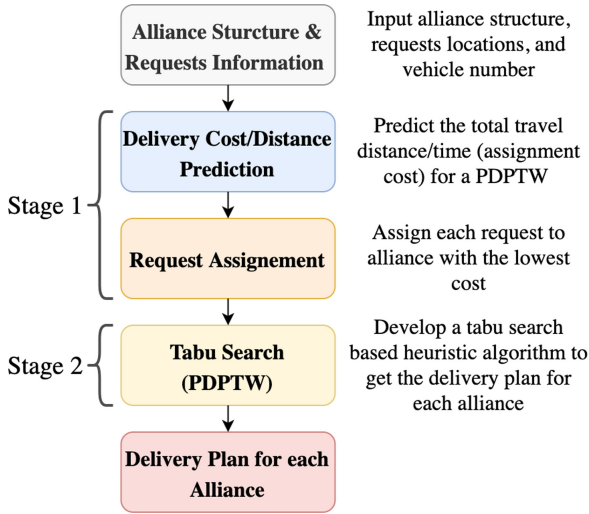 Alliance Sturcture &
Requests Information
Input alliance structure,
requests locations, and
vehicle number
Stage 1
Delivery Cost/Distance
Prediction
Predict the total travel
distance/time (assignment
cost) for a PDPTW
Request Assignement
Assign each request to
alliance with the lowest
cost
Stage 2
Tabu Search
(PDPTW)
Develop a tabu search
based heuristic algorithm to
get the delivery plan for
each alliance
Delivery Plan for each
Alliance